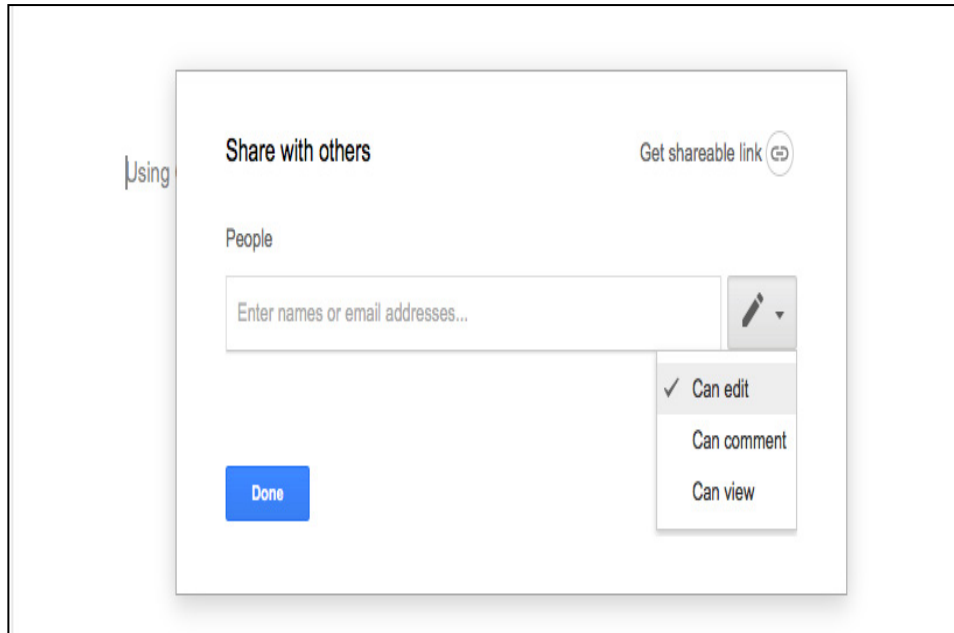 Share with others
Get shareable link
Using
People
Enter names or email addresses...
Can edit
Can comment
Can view
Done